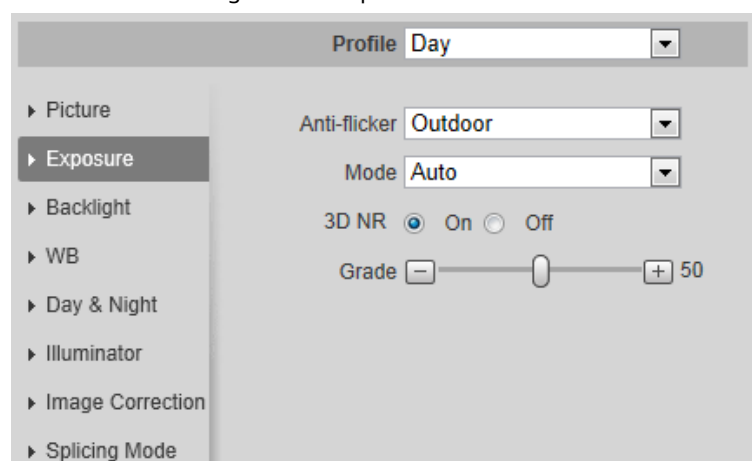 Profile Day
Picture
Exposure
Backlight
WB
Day & Night
Illuminator
Image Correction
Splicing Mode
Anti-flicker Outdoor
Mode Auto
3D NR On Off
Grade 50